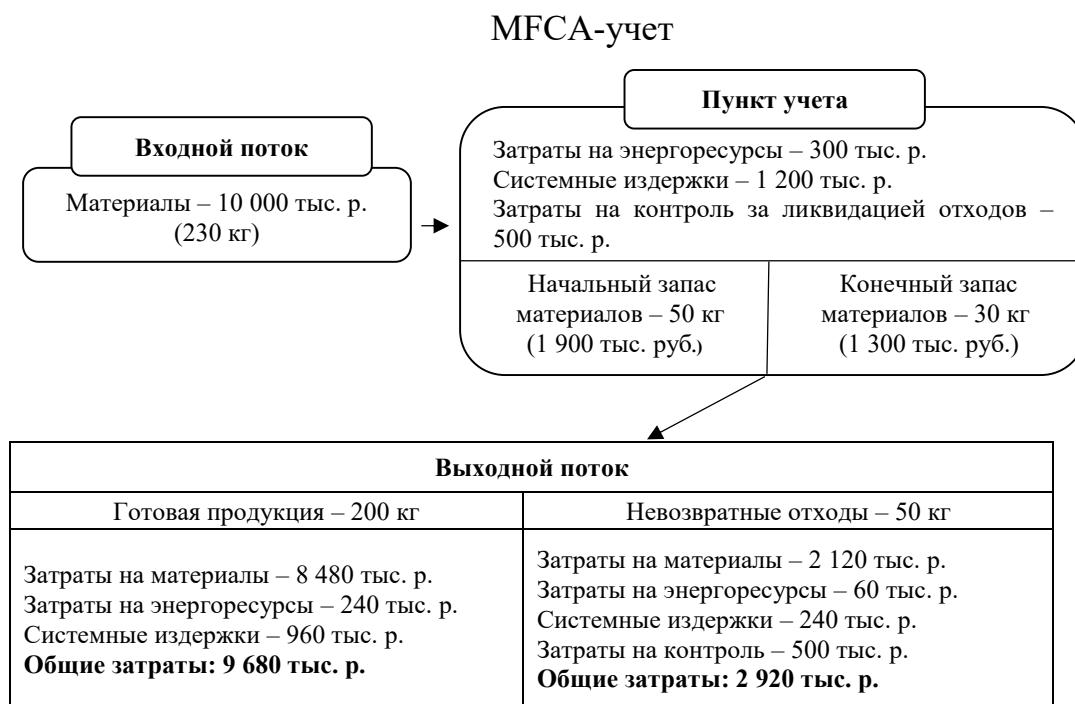 MFCA-учет
Входной поток
Материалы – 10 000 тыс. р.
(230 кг)
Пункт учета
Затраты на энергоресурсы – 300 тыс. р.
Системные издержки – 1 200 тыс. р.
Затраты на контроль за ликвидацией отходов –
500 тыс. р.
Начальный запас
материалов – 50 кг
(1 900 тыс. руб.)
Конечный запас
материалов – 30 кг
(1 300 тыс. руб.)
Выходной поток
Готовая продукция – 200 кг
Невозвратные отходы – 50 кг
Затраты на материалы – 8 480 тыс. р.
Затраты на энергоресурсы – 240 тыс. р.
Системные издержки – 960 тыс. р.
Общие затраты: 9 680 тыс. р.
Затраты на материалы – 2 120 тыс. р.
Затраты на энергоресурсы – 60 тыс. р.
Системные издержки – 240 тыс. р.
Затраты на контроль – 500 тыс. р.
Общие затраты: 2 920 тыс. р.